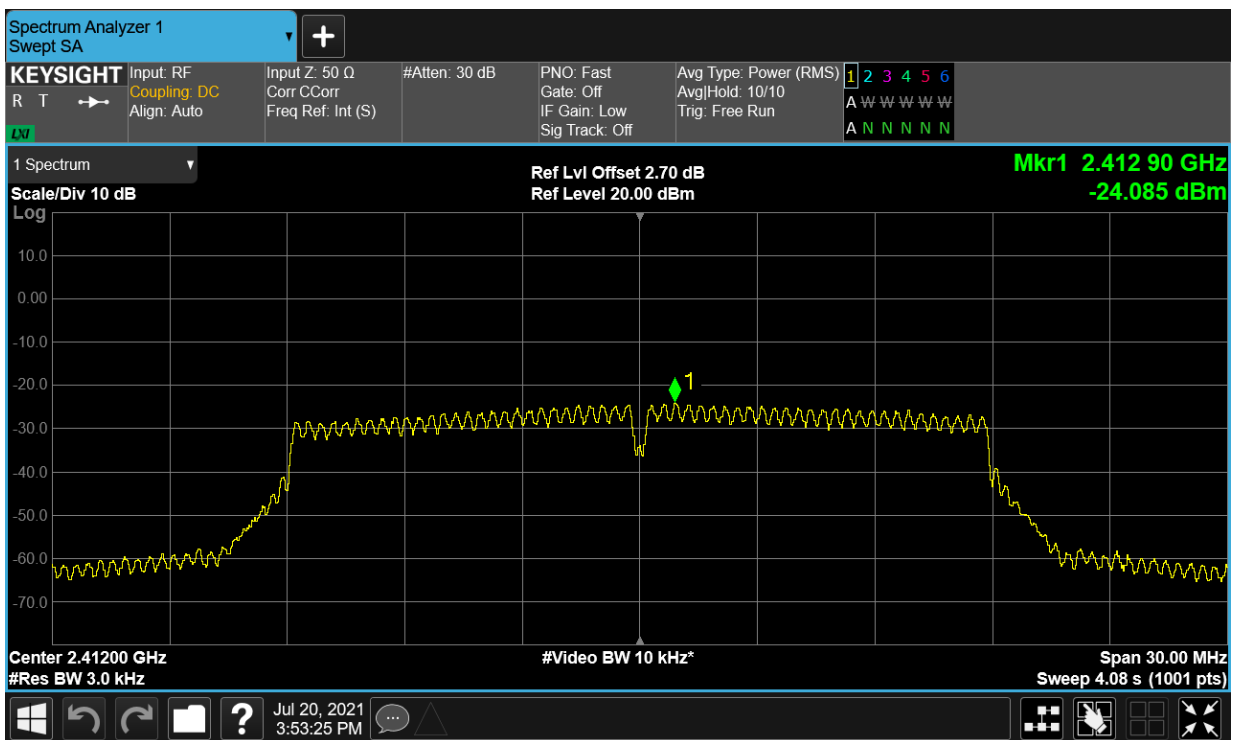 Spectrum Analyzer 1
Swept SA
KEYSIGHT
R T
LXI
Input: RF
Coupling: DC
Align: Auto
Input Z: 50 Ω
Corr CCorr
Freq Ref: Int (S)
#Atten: 30 dB
PNO: Fast
Gate: Off
IF Gain: Low
Sig Track: Off
Avg Type: Power (RMS)
Avg|Hold: 10/10
Trig: Free Run
1 2 3 4 5 6
A W W W W W
A N N N N N
1 Spectrum
Scale/Div 10 dB
Log
Ref Lvl Offset 2.70 dB
Ref Level 20.00 dBm
Mkr1 2.412 90 GHz
-24.085 dBm
10.0
0.00
-10.0
-20.0
1
-30.0
-40.0
-50.0
-60.0
-70.0
Center 2.41200 GHz
#Video BW 10 kHz*
Span 30.00 MHz
#Res BW 3.0 kHz
Sweep 4.08 s (1001 pts)
?
Jul 20, 2021
3:53:25 PM